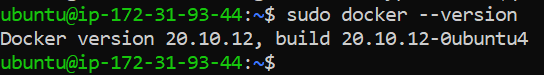 ubuntu@ip-172-31-93-44:~$ sudo docker --version
Docker version 20.10.12, build 20.10.12-0ubuntu4
ubuntu@ip-172-31-93-44:~$